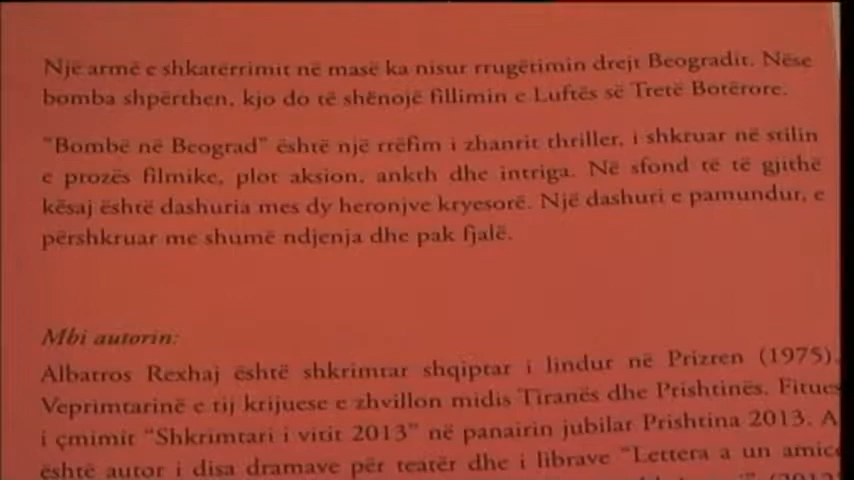 Një armë e shkatërrimit në masë ka nisur rrugëtimin drejt Beogradit. Nëse
bomba shpërthen, kjo do të shënojë fillimin e Luftës së Tretë Botërore.
"Bombë në Beograd" është një rrëfim i zhanrit thriller, i shkruar në stilin
e prozës filmike, plot aksion, ankth dhe intriga. Në sfond të të gjithë
kësaj është dashuria mes dy heronjve kryesorë. Një dashuri e pamundur, e
përshkruar me shumë ndjenja dhe pak fjalë.
Mbi autorin:
Albatros Rexhaj është shkrimtar shqiptar i lindur në Prizren (1975).
Veprimtarinë e tij krijuese e zhvillon midis Tiranës dhe Prishtinës. Fitues
i çmimit "Shkrimtari i vitit 2013" në panairin jubilar Prishtina 2013. A
është autor i disa dramave për teatër dhe i librave "Lettera a un amico